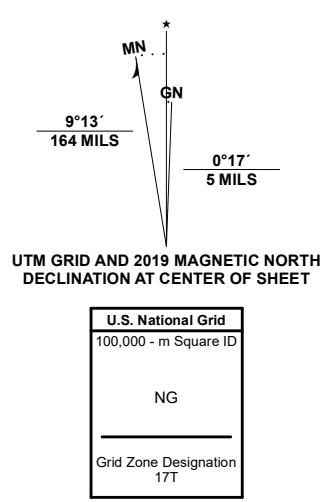 ★
MN
GN
9°13´
164 MILS
0°17´
5 MILS
UTM GRID AND 2019 MAGNETIC NORTH
DECLINATION AT CENTER OF SHEET
U.S. National Grid
100,000 - m Square ID
NG
Grid Zone Designation
17T